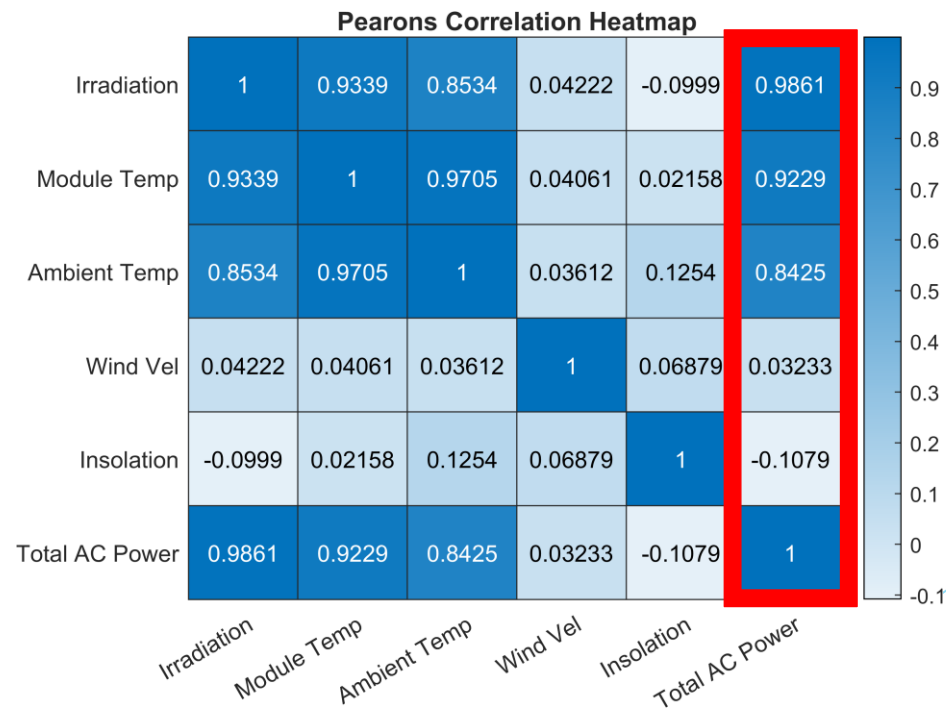 Pearons Correlation Heatmap
Irradiation 1 0.9339 0.8534 0.04222 -0.0999 0.9861
Module Temp 0.9339 1 0.9705 0.04061 0.02158 0.9229
Ambient Temp 0.8534 0.9705 1 0.03612 0.1254 0.8425
Wind Vel 0.04222 0.04061 0.03612 1 0.06879 0.03233
Insolation -0.0999 0.02158 0.1254 0.06879 1 -0.1079
Total AC Power 0.9861 0.9229 0.8425 0.03233 -0.1079 1
Irradiation Module Temp Ambient Temp Wind Vel Insolation Total AC Power
0.9
0.8
0.7
0.6
0.5
0.4
0.3
0.2
0.1
0
-0.1